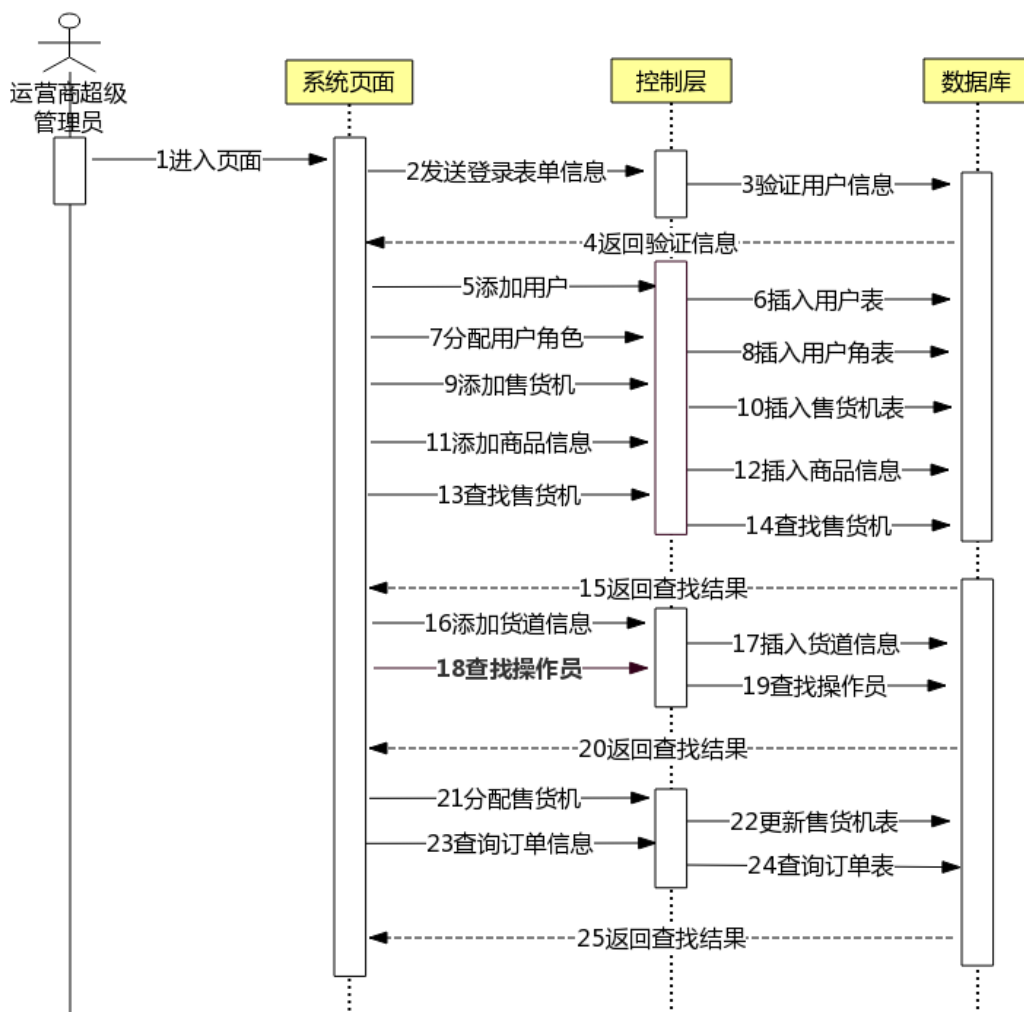 运营商超级
管理员
系统页面
控制层
数据库
1进入页面
2发送登录表单信息
3验证用户信息
4返回验证信息
5添加用户
6插入用户表
7分配用户角色
8插入用户角表
9添加售货机
10插入售货机表
11添加商品信息
12插入商品信息
13查找售货机
14查找售货机
15返回查找结果
16添加货道信息
17插入货道信息
18查找操作员
19查找操作员
20返回查找结果
21分配售货机
22更新售货机表
23查询订单信息
24查询订单表
25返回查找结果